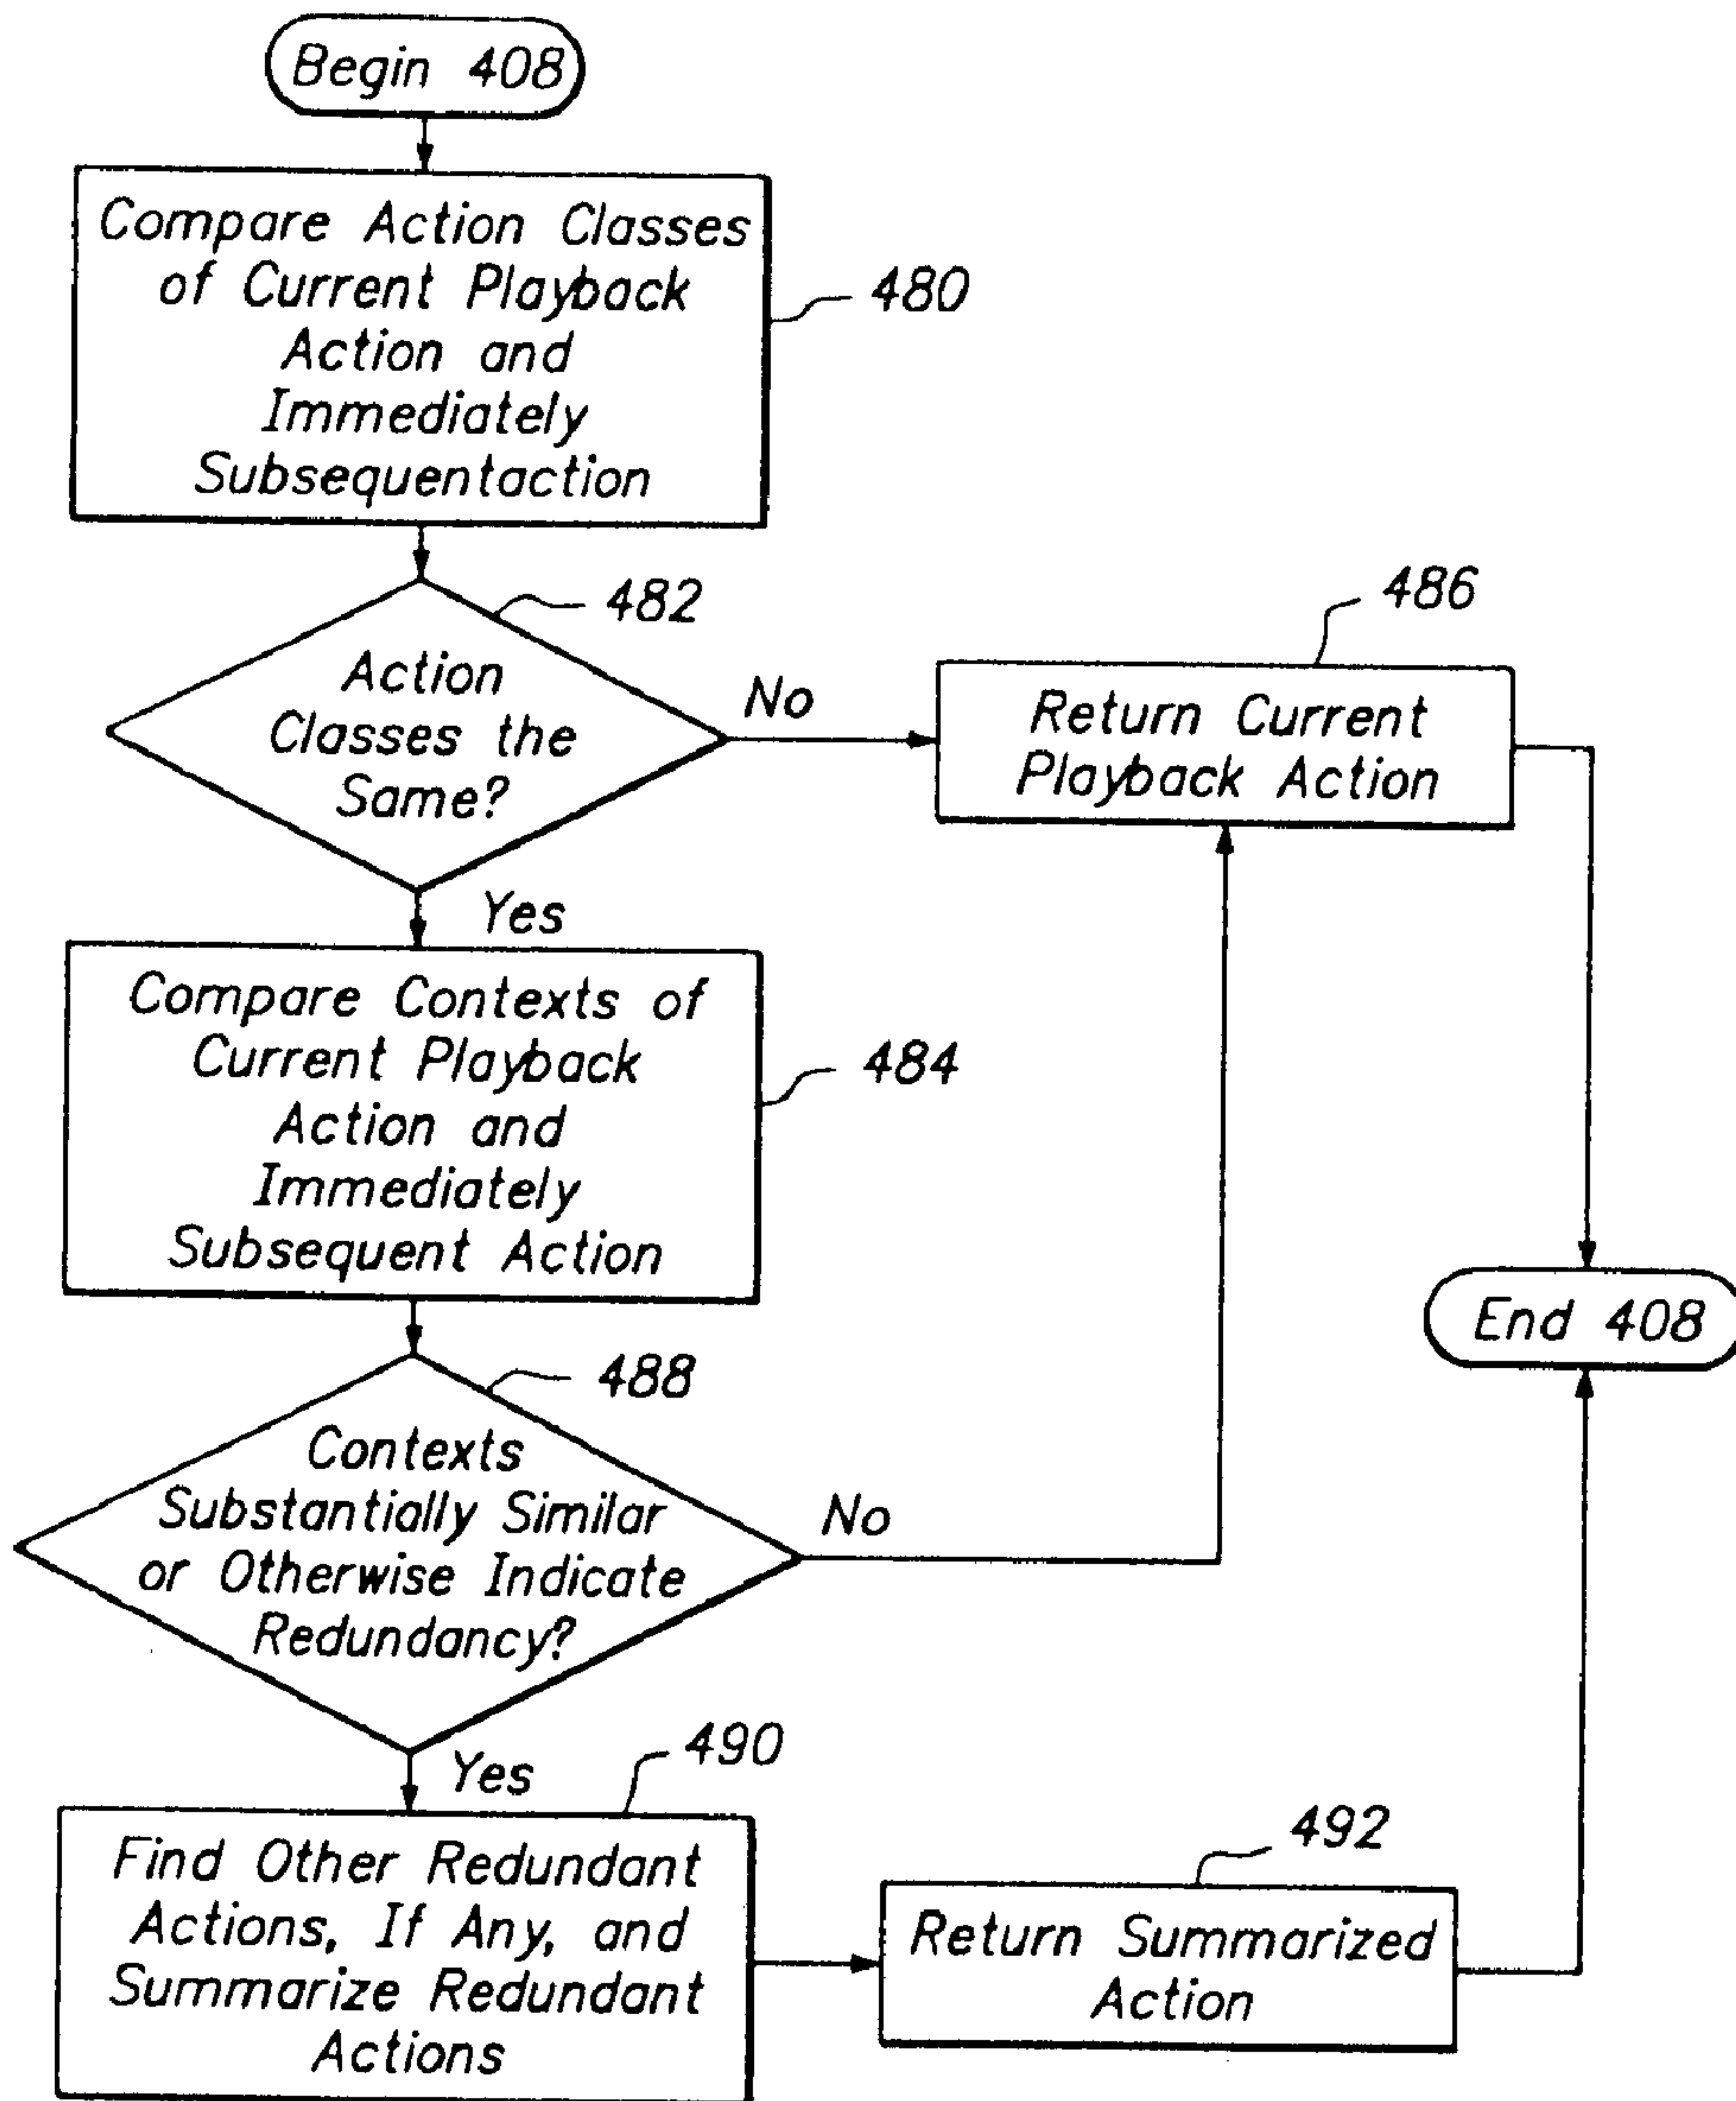 Begin 408
Compare Action Classes
of Current Playback
Action and
Immediately
Subsequentaction
480
482
Action
Classes the
Same?
No
486
Return Current
Playback Action
Yes
Compare Contexts of
Current Playback
Action and
Immediately
Subsequent Action
484
End 408
488
Contexts
Substantially Similar
or Otherwise Indicate
Redundancy?
No
Yes
490
Find Other Redundant
Actions, If Any, and
Summarize Redundant
Actions
492
Return Summarized
Action